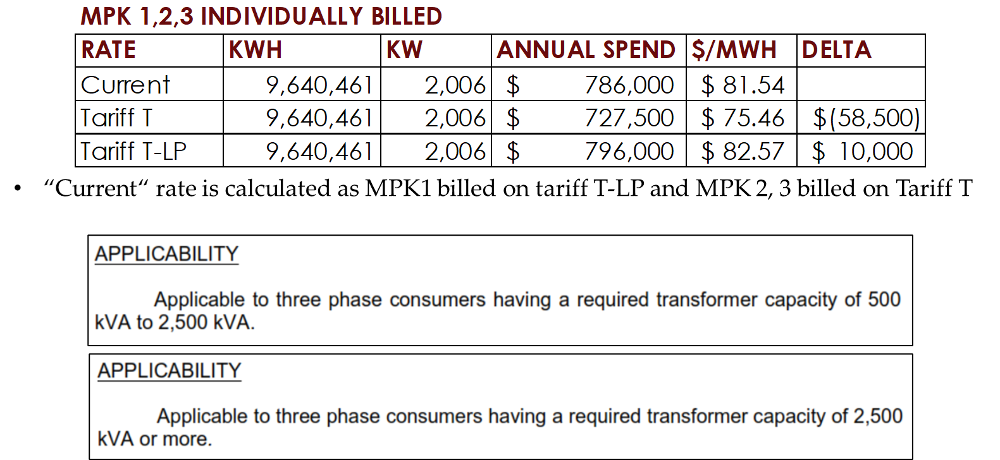 MPK 1,2,3 INDIVIDUALLY BILLED
RATE KWH KW ANNUAL SPEND $/MWH DELTA
Current 9,640,461 2,006 $ 786,000 $ 81.54
Tariff T 9,640,461 2,006 $ 727,500 $ 75.46 $(58,500)
Tariff T-LP 9,640,461 2,006 $ 796,000 $ 82.57 $ 10,000
• “Current“ rate is calculated as MPK1 billed on tariff T-LP and MPK 2, 3 billed on Tariff T
APPLICABILITY
Applicable to three phase consumers having a required transformer capacity of 500
kVA to 2,500 kVA.
APPLICABILITY
Applicable to three phase consumers having a required transformer capacity of 2,500
kVA or more.